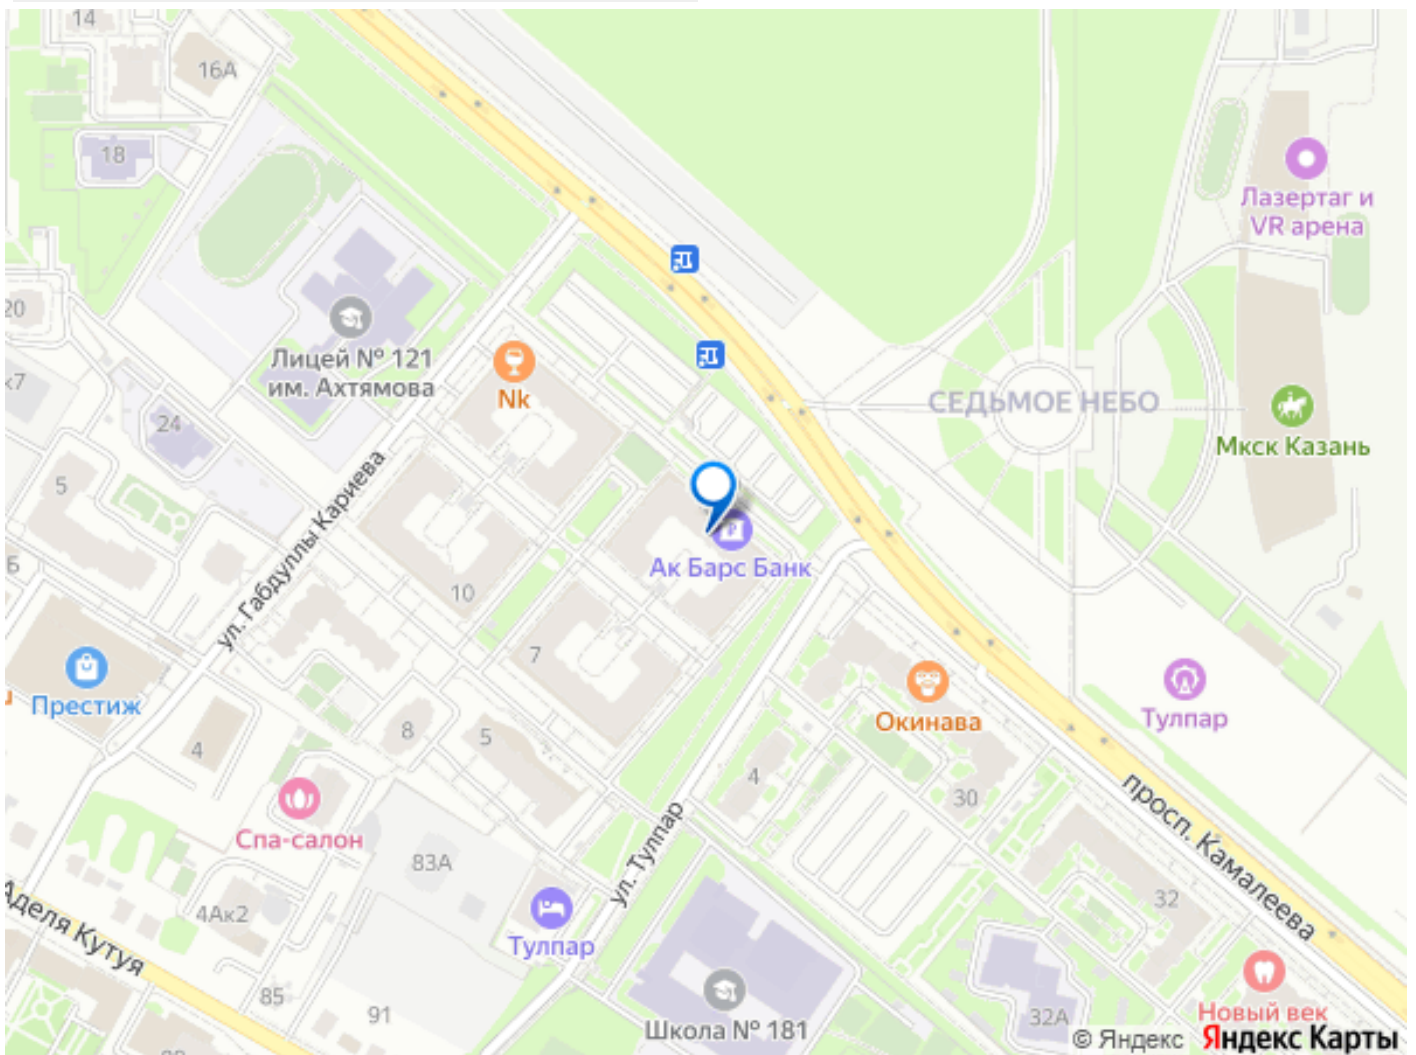 14
16А
18
Лазертаг и
VR арена
20
Лицей № 121
им. Ахтямова
Nk
к7
СЕДЬМОЕ НЕБО
24
Мкск Казань
5
ул. Габдуллы Кариева
Ак Барс Банк
Б
10
7
Престиж
Окинава
Тулпар
8
5
4
4
30
просп. Камалеева
Спа-салон
ул. Тулпар
83А
32
4Ак2
Аделя Кутуя
Тулпар
85
91
Школа № 181
32А
Новый век
© Яндекс Яндекс Карты